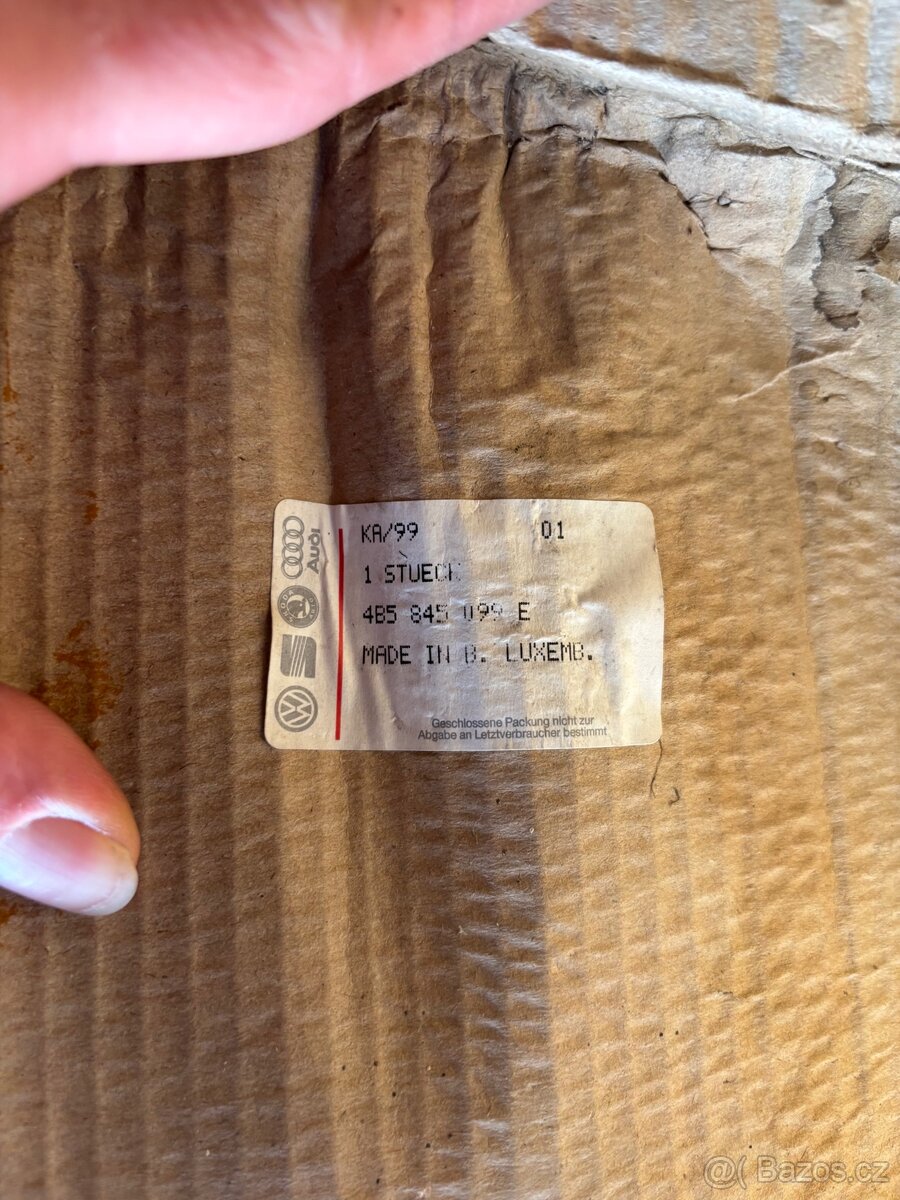 KA/99 01
1 STUECK
4B5 845 099 E
MADE IN B. LUXEMB.
Geschlossene Packung nicht zur
Abgabe an Letztverbraucher bestimmt
Audi
SKODA
Bazos.cz